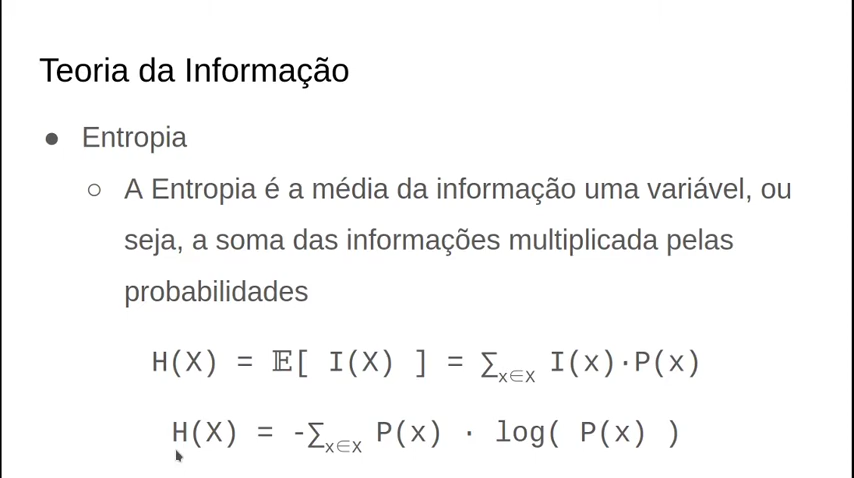 Teoria da Informação
● Entropia
○ A Entropia é a média da informação uma variável, ou
seja, a soma das informações multiplicada pelas
probabilidades
H(X) = 𝔼[ I(X) ] = ∑x∈X I(x)·P(x)
H(X) = -∑x∈X P(x) · log( P(x) )